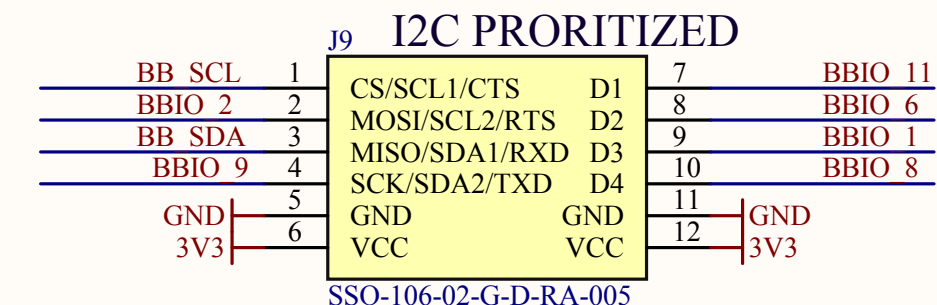 J9 I2C PRORITIZED
BB_SCL 1 CS/SCL1/CTS D1 7 BBIO_11
BBIO_2 2 MOSI/SCL2/RTS D2 8 BBIO_6
BB_SDA 3 MISO/SDA1/RXD D3 9 BBIO_1
BBIO_9 4 SCK/SDA2/TXD D4 10 BBIO_8
GND 5 GND GND 11 GND
3V3 6 VCC VCC 12 3V3
SSO-106-02-G-D-RA-005